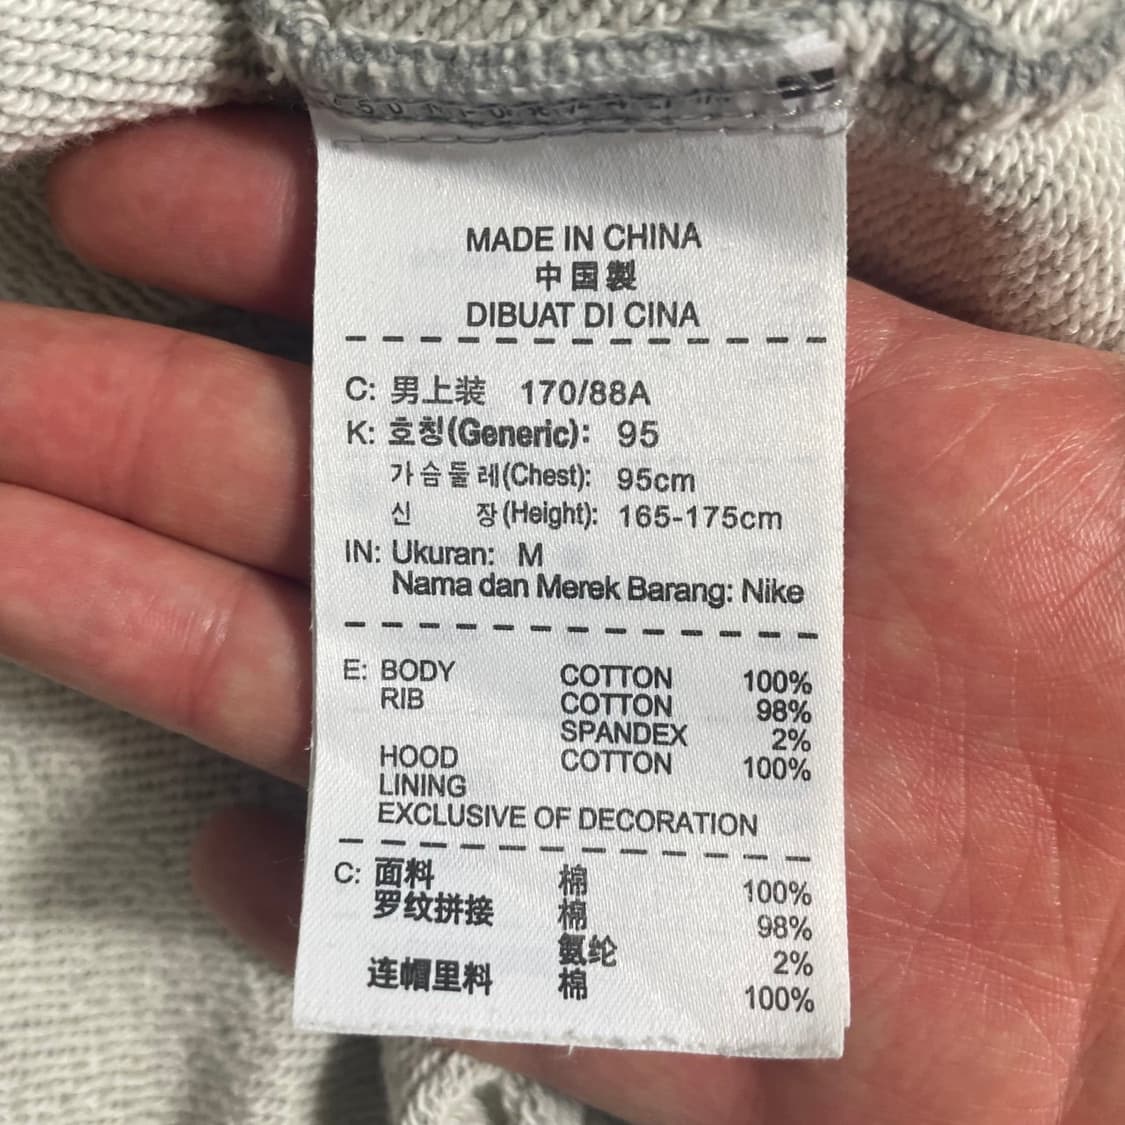 MADE IN CHINA
中国製
DIBUAT DI CINA
C: 男上装 170/88A
K: 호칭(Generic): 95
가슴둘레(Chest): 95cm
신 장(Height): 165-175cm
IN: Ukuran: M
Nama dan Merek Barang: Nike
E: BODY COTTON 100%
RIB COTTON 98%
SPANDEX 2%
HOOD COTTON 100%
LINING
EXCLUSIVE OF DECORATION
C: 面料 棉 100%
罗纹拼接 棉 98%
氨纶 2%
连帽里料 棉 100%